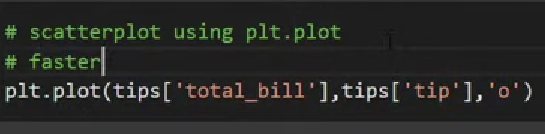 # scatterplot using plt.plot
# faster
plt.plot(tips['total_bill'],tips['tip'],'o')